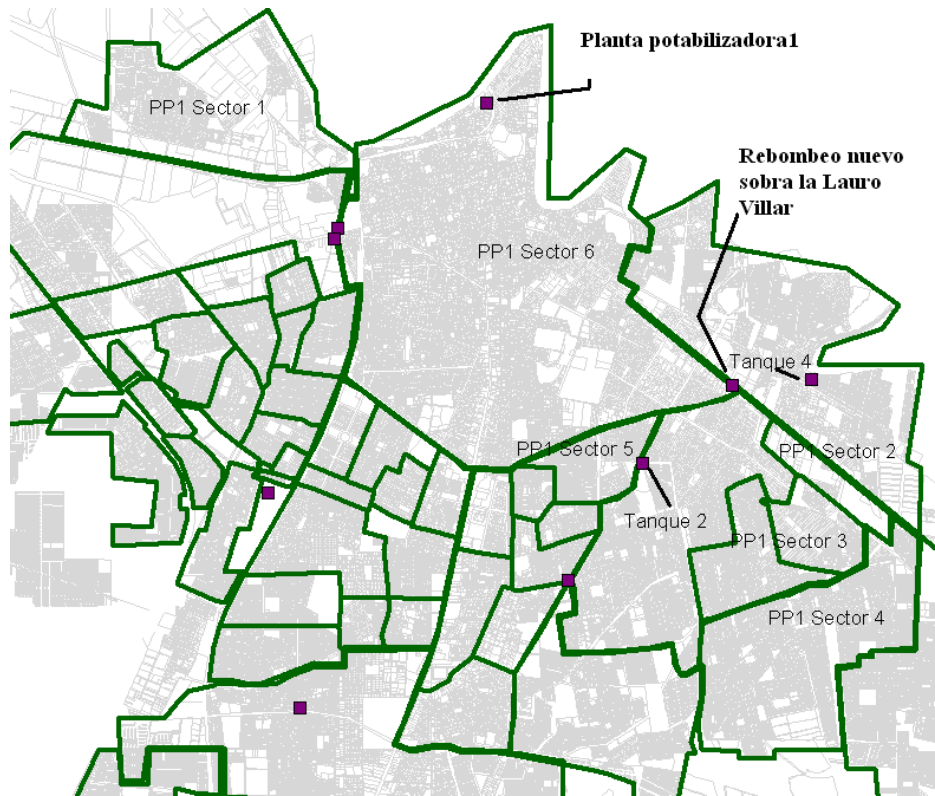 Planta potabilizadora1
PP1 Sector 1
Rebombeo nuevo
sobra la Lauro
Villar
PP1 Sector 6
Tanque 4
PP1 Sector 5
PP1 Sector 2
Tanque 2
PP1 Sector 3
PP1 Sector 4